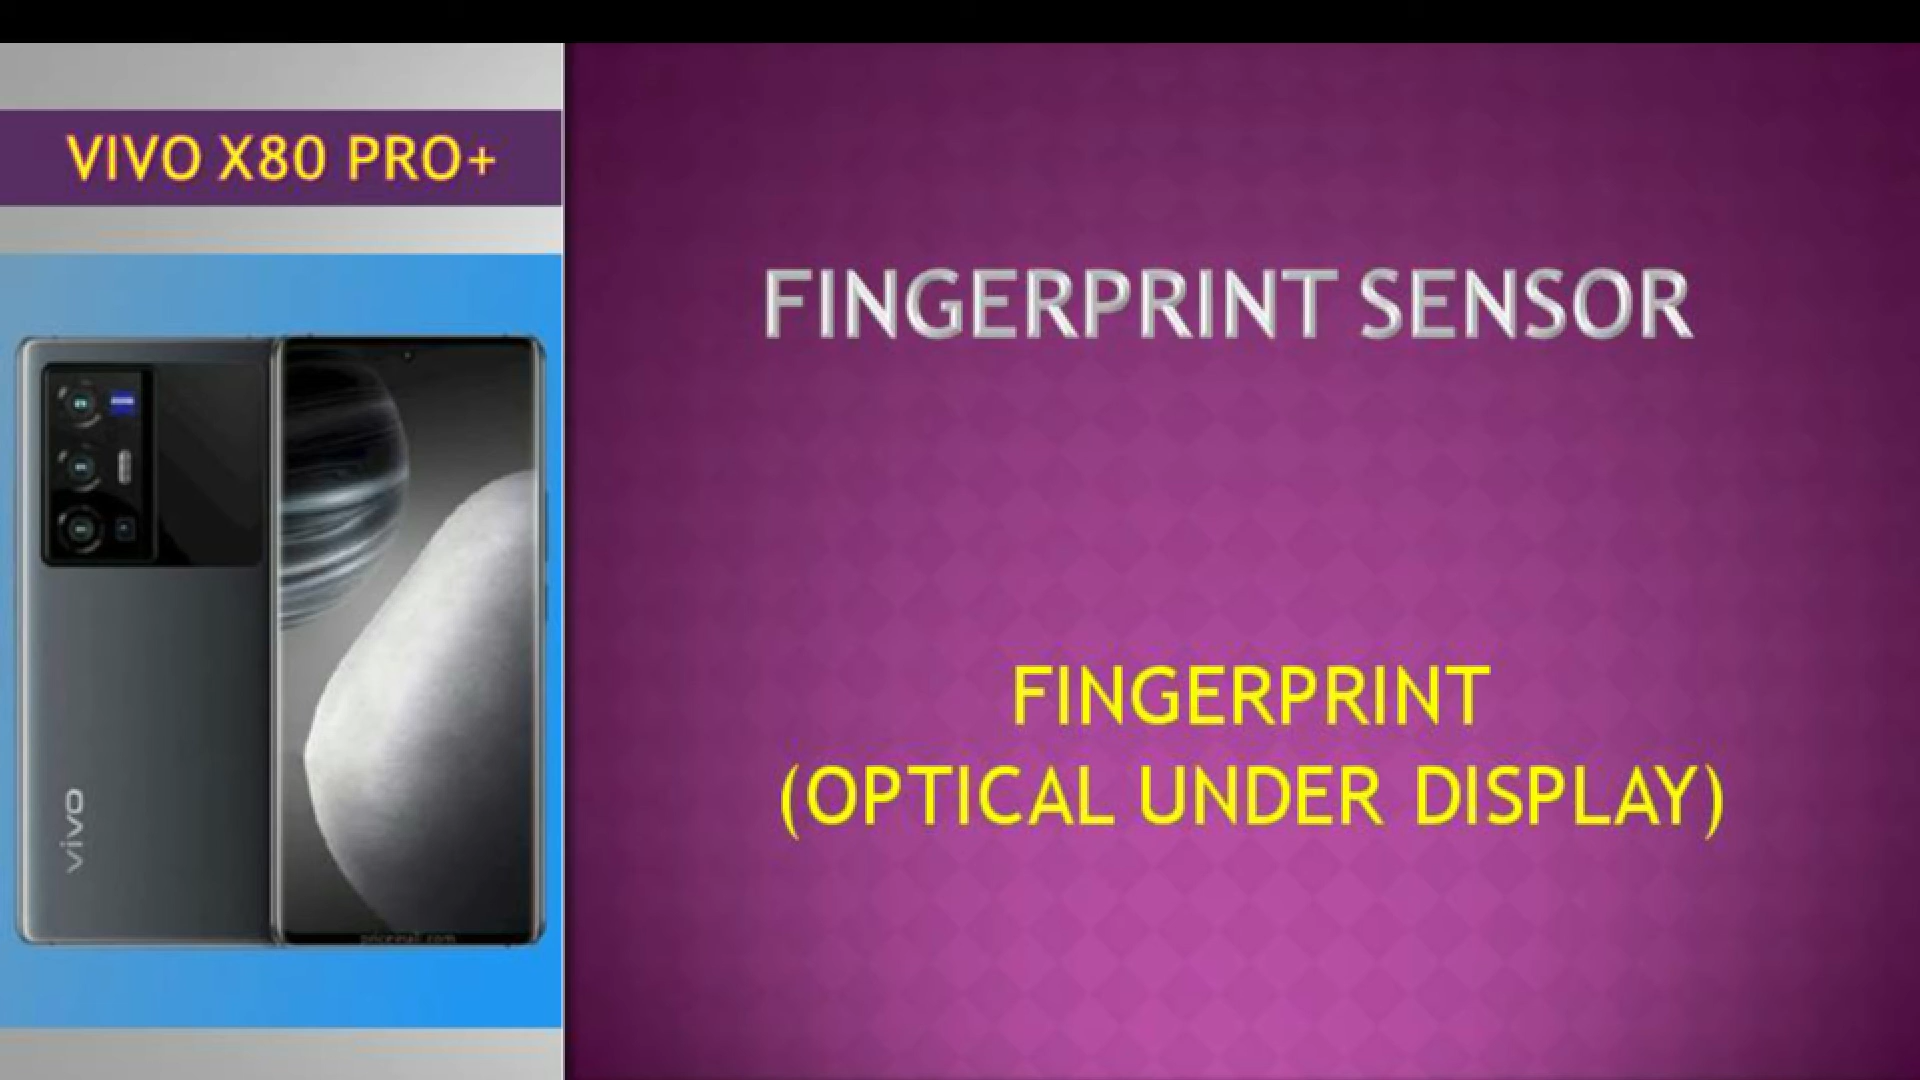 VIVO X80 PRO+
FINGERPRINT SENSOR
FINGERPRINT
(OPTICAL UNDER DISPLAY)
vivo